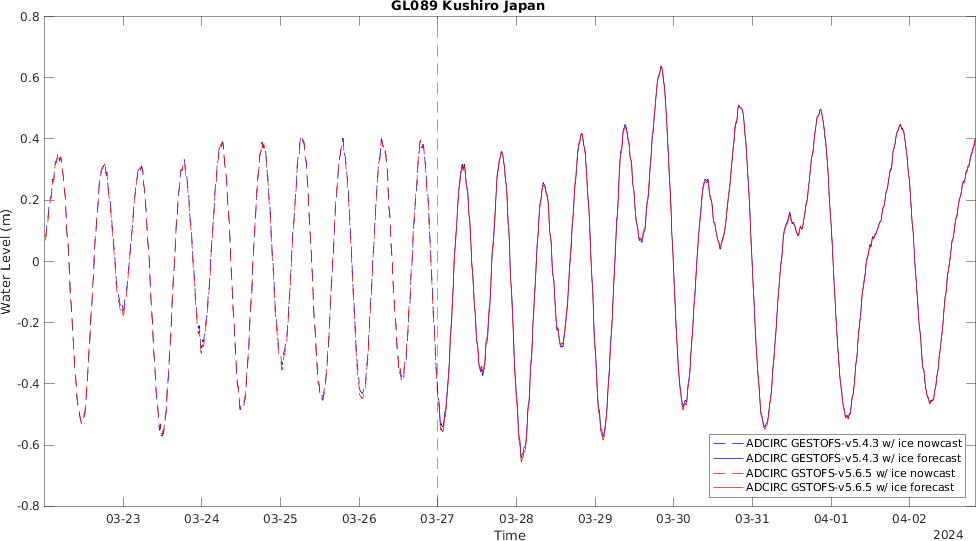 GL089 Kushiro Japan
0.8
0.6
0.4
0.2
0
-0.2
-0.4
-0.6
-0.8
Water Level (m)
ADCIRC GESTOFS-v5.4.3 w/ ice nowcast
ADCIRC GESTOFS-v5.4.3 w/ ice forecast
ADCIRC GSTOFS-v5.6.5 w/ ice nowcast
ADCIRC GSTOFS-v5.6.5 w/ ice forecast
03-23 03-24 03-25 03-26 03-27 03-28 03-29 03-30 03-31 04-01 04-02
Time
2024